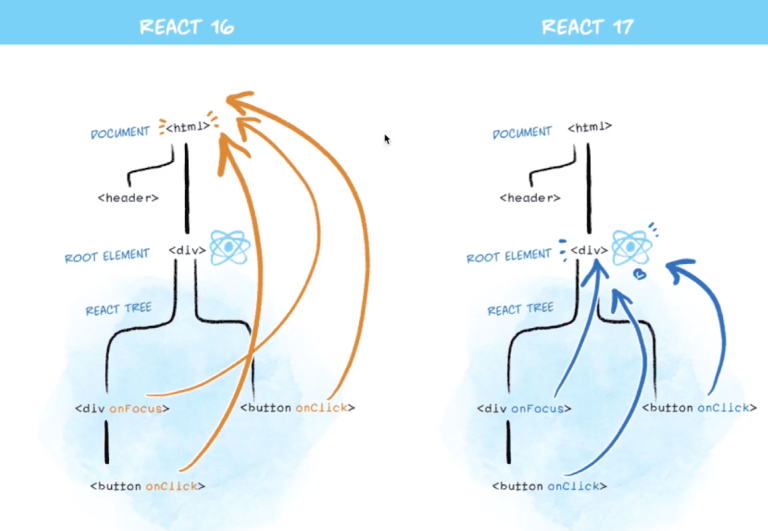 REACT 16
DOCUMENT <html>
<header>
ROOT ELEMENT <div>
REACT TREE
<div onFocus> <button onClick>
<button onClick>
REACT 17
DOCUMENT <html>
<header>
ROOT ELEMENT <div>
REACT TREE
<div onFocus> <button onClick>
<button onClick>